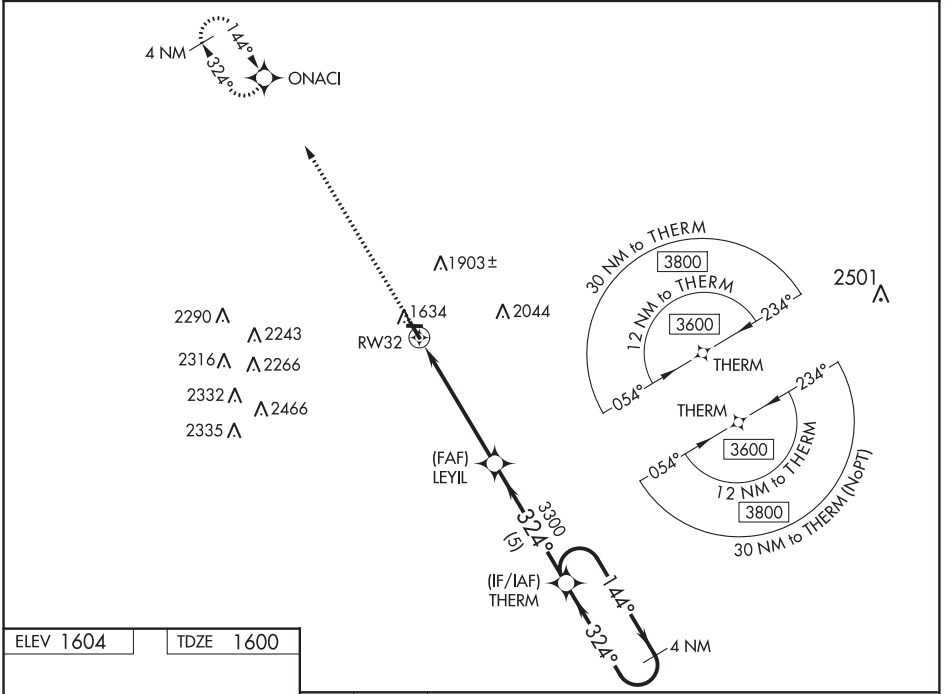 4 NM
144°
324°
ONACI
1903±
1634
2044
RW32
2290
2243
2316
2266
2332
2466
2335
30 NM to THERM
3800
12 NM to THERM
3600
234°
054°
THERM
2501
THERM
234°
054°
3600
12 NM to THERM
3800
30 NM to THERM (NoPT)
(FAF)
LEYIL
3300
324°
(5)
(IF/IAF)
THERM
144°
324°
4 NM
ELEV 1604
TDZE 1600